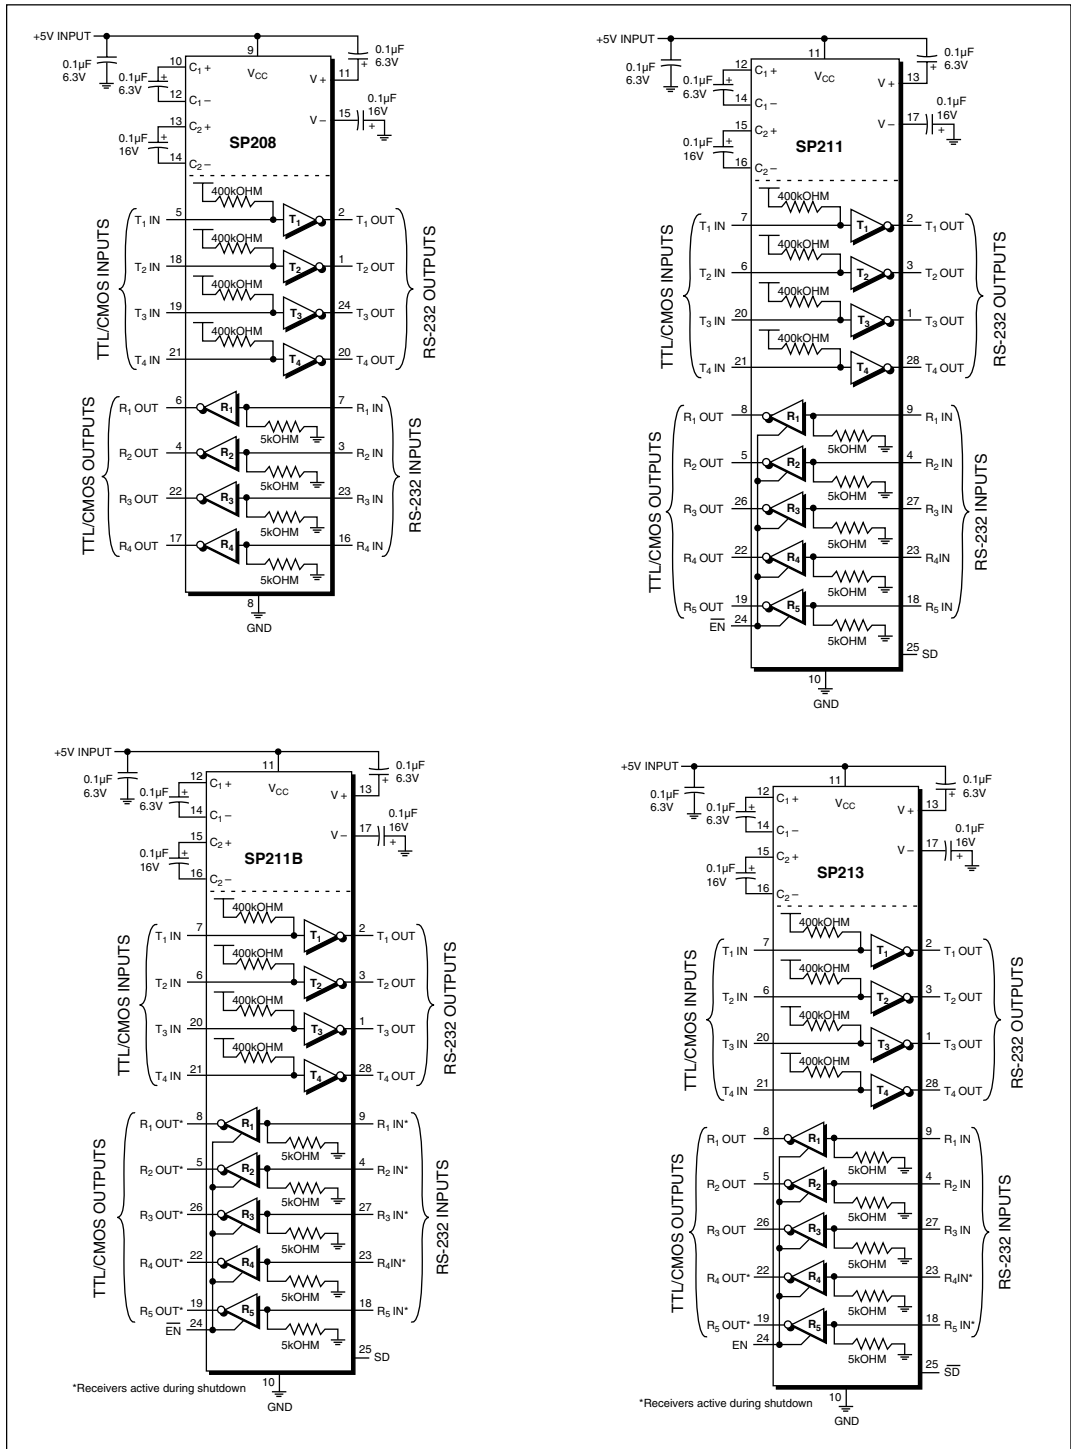 +5V INPUT
0.1µF
6.3V
9
VCC
0.1µF
6.3V
10
C1 +
0.1µF
6.3V
12
C1 –
11
V +
13
C2 +
0.1µF
16V
14
C2 –
15
V –
0.1µF
16V
SP208
TTL/CMOS INPUTS
RS-232 OUTPUTS
400kOHM
T1 IN 5 T1 2 T1 OUT
400kOHM
T2 IN 18 T2 1 T2 OUT
400kOHM
T3 IN 19 T3 24 T3 OUT
400kOHM
T4 IN 21 T4 20 T4 OUT
TTL/CMOS OUTPUTS
RS-232 INPUTS
R1 OUT 6 R1 7 R1 IN
5kOHM
R2 OUT 4 R2 3 R2 IN
5kOHM
R3 OUT 22 R3 23 R3 IN
5kOHM
R4 OUT 17 R4 16 R4 IN
5kOHM
8
GND
+5V INPUT
0.1µF
6.3V
11
VCC
0.1µF
6.3V
12
C1 +
0.1µF
6.3V
14
C1 –
13
V +
15
C2 +
0.1µF
16V
16
C2 –
17
V –
0.1µF
16V
SP211
TTL/CMOS INPUTS
RS-232 OUTPUTS
400kOHM
T1 IN 7 T1 2 T1 OUT
400kOHM
T2 IN 6 T2 3 T2 OUT
400kOHM
T3 IN 20 T3 1 T3 OUT
400kOHM
T4 IN 21 T4 28 T4 OUT
TTL/CMOS OUTPUTS
RS-232 INPUTS
R1 OUT 8 R1 9 R1 IN
5kOHM
R2 OUT 5 R2 4 R2 IN
5kOHM
R3 OUT 26 R3 27 R3 IN
5kOHM
R4 OUT 22 R4 23 R4IN
5kOHM
R5 OUT 19 R5 18 R5 IN
5kOHM
E̅N̅ 24
25 SD
10
GND
+5V INPUT
0.1µF
6.3V
11
VCC
0.1µF
6.3V
12
C1 +
0.1µF
6.3V
14
C1 –
13
V +
15
C2 +
0.1µF
16V
16
C2 –
17
V –
0.1µF
16V
SP211B
TTL/CMOS INPUTS
RS-232 OUTPUTS
400kOHM
T1 IN 7 T1 2 T1 OUT
400kOHM
T2 IN 6 T2 3 T2 OUT
400kOHM
T3 IN 20 T3 1 T3 OUT
400kOHM
T4 IN 21 T4 28 T4 OUT
TTL/CMOS OUTPUTS
RS-232 INPUTS
R1 OUT* 8 R1 9 R1 IN*
5kOHM
R2 OUT* 5 R2 4 R2 IN*
5kOHM
R3 OUT* 26 R3 27 R3 IN*
5kOHM
R4 OUT* 22 R4 23 R4IN*
5kOHM
R5 OUT* 19 R5 18 R5 IN*
5kOHM
E̅N̅ 24
25 SD
10
GND
*Receivers active during shutdown
+5V INPUT
0.1µF
6.3V
11
VCC
0.1µF
6.3V
12
C1 +
0.1µF
6.3V
14
C1 –
13
V +
15
C2 +
0.1µF
16V
16
C2 –
17
V –
0.1µF
16V
SP213
TTL/CMOS INPUTS
RS-232 OUTPUTS
400kOHM
T1 IN 7 T1 2 T1 OUT
400kOHM
T2 IN 6 T2 3 T2 OUT
400kOHM
T3 IN 20 T3 1 T3 OUT
400kOHM
T4 IN 21 T4 28 T4 OUT
TTL/CMOS OUTPUTS
RS-232 INPUTS
R1 OUT 8 R1 9 R1 IN
5kOHM
R2 OUT 5 R2 4 R2 IN
5kOHM
R3 OUT 26 R3 27 R3 IN
5kOHM
R4 OUT* 22 R4 23 R4IN*
5kOHM
R5 OUT* 19 R5 18 R5 IN*
5kOHM
EN 24
25 S̅D̅
10
GND
*Receivers active during shutdown